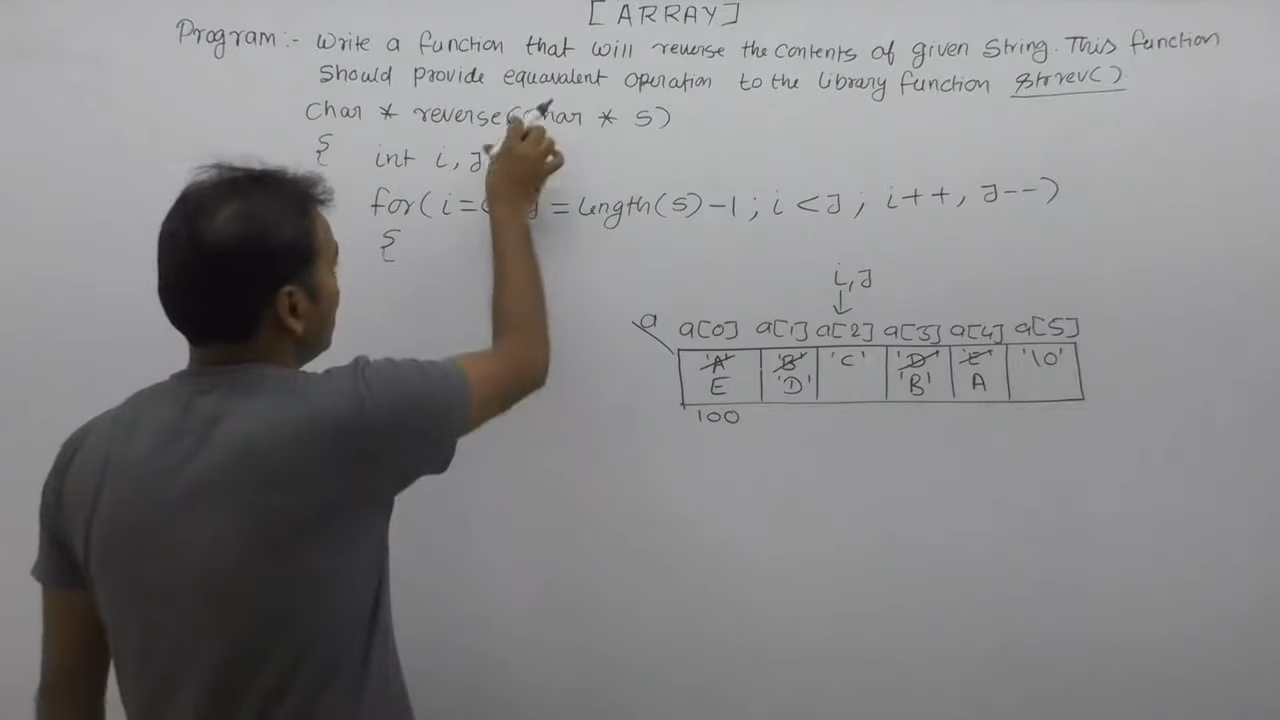 [ARRAY]
Program:- Write a function that will reverse the contents of given string. This function
should provide equavalent operation to the library function strrev().
char * reverse(char * s)
{ int i, J
for( i= = length(s)-1; i<J; i++, J--)
{
i,J
a a[0] a[1] a[2] a[3] a[4] a[5]
'A' 'B' 'C' 'D' 'E' '\0'
E 'D' 'B' A
100